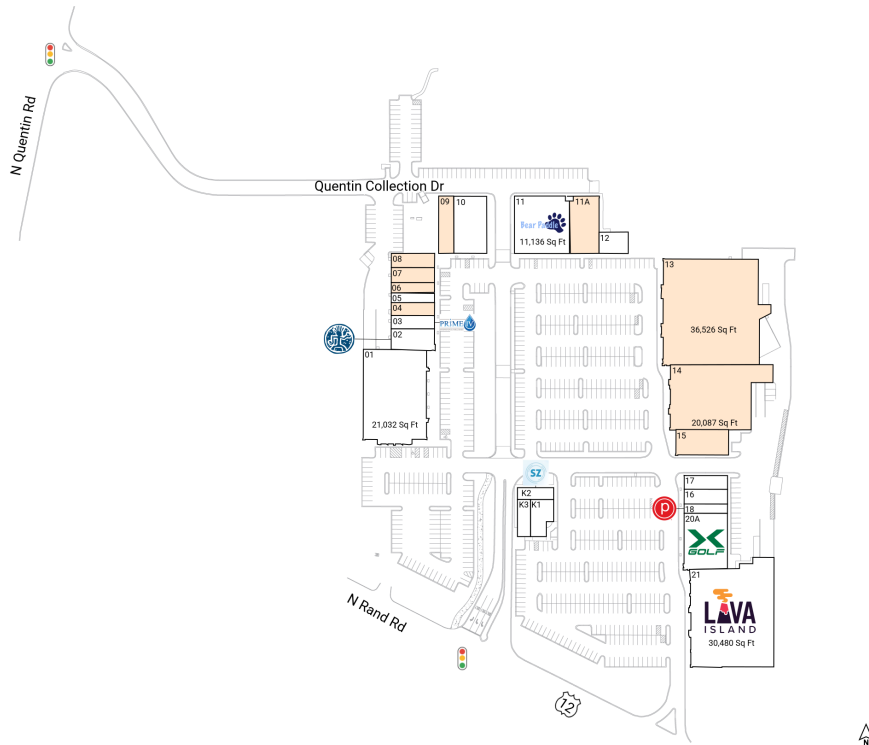 N Quentin Rd
Quentin Collection Dr
09
10
11
Bear Paddle
11,136 Sq Ft
11A
12
08
07
06
05
04
03
PRIME IV
02
01
21,032 Sq Ft
13
36,526 Sq Ft
14
20,087 Sq Ft
15
SZ
K2
K3
K1
17
16
p
18
20A
X GOLF
21
LAVA
ISLAND
30,480 Sq Ft
N Rand Rd
12
N